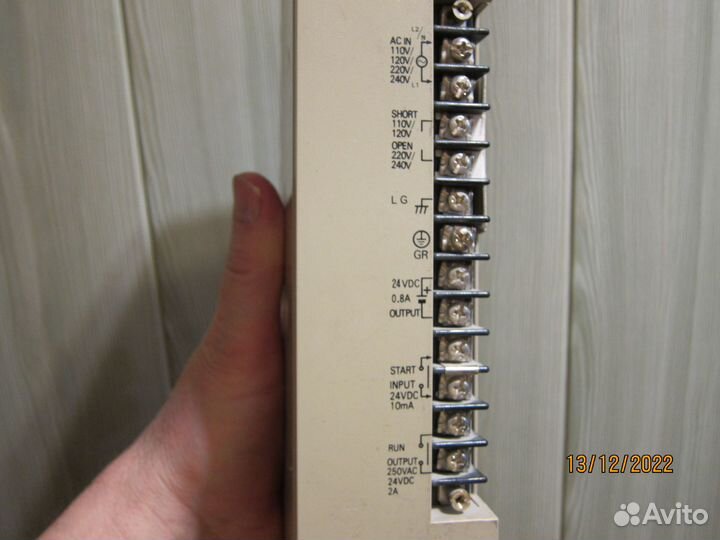 L2/N
AC IN
110V/
120V/
220V/
240V
L1
SHORT
110V/
120V
OPEN
220V/
240V
LG
GR
24VDC
+
0.8A
OUTPUT
START
INPUT
24VDC
10mA
RUN
OUTPUT
250VAC
24VDC
2A
13/12/2022
Avito